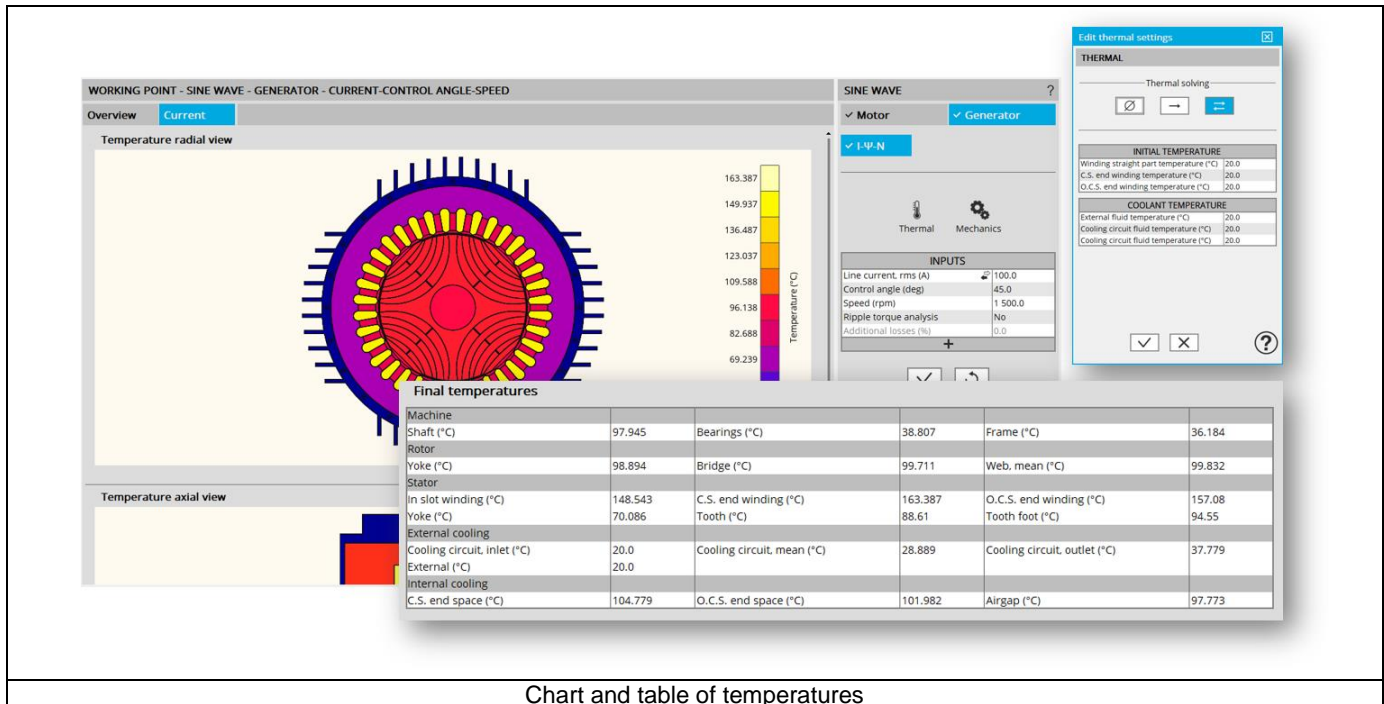 Edit thermal settings
THERMAL
Thermal solving
INITIAL TEMPERATURE
Winding straight part temperature (°C) 20.0
C.S. end winding temperature (°C) 20.0
O.C.S. end winding temperature (°C) 20.0
COOLANT TEMPERATURE
External fluid temperature (°C) 20.0
Cooling circuit fluid temperature (°C) 20.0
Cooling circuit fluid temperature (°C) 20.0
?
WORKING POINT - SINE WAVE - GENERATOR - CURRENT-CONTROL ANGLE-SPEED
Overview Current
Temperature radial view
163.387
149.937
136.487
123.037
109.588
96.138
82.688
69.239
Temperature (°C)
Temperature axial view
SINE WAVE ?
Motor Generator
I-Ψ-N
Thermal Mechanics
INPUTS
Line current, rms (A) 100.0
Control angle (deg) 45.0
Speed (rpm) 1 500.0
Ripple torque analysis No
Additional losses (%) 0.0
+
Final temperatures
Machine
Shaft (°C) 97.945 Bearings (°C) 38.807 Frame (°C) 36.184
Rotor
Yoke (°C) 98.894 Bridge (°C) 99.711 Web, mean (°C) 99.832
Stator
In slot winding (°C) 148.543 C.S. end winding (°C) 163.387 O.C.S. end winding (°C) 157.08
Yoke (°C) 70.086 Tooth (°C) 88.61 Tooth foot (°C) 94.55
External cooling
Cooling circuit, inlet (°C) 20.0 Cooling circuit, mean (°C) 28.889 Cooling circuit, outlet (°C) 37.779
External (°C) 20.0
Internal cooling
C.S. end space (°C) 104.779 O.C.S. end space (°C) 101.982 Airgap (°C) 97.773
Chart and table of temperatures